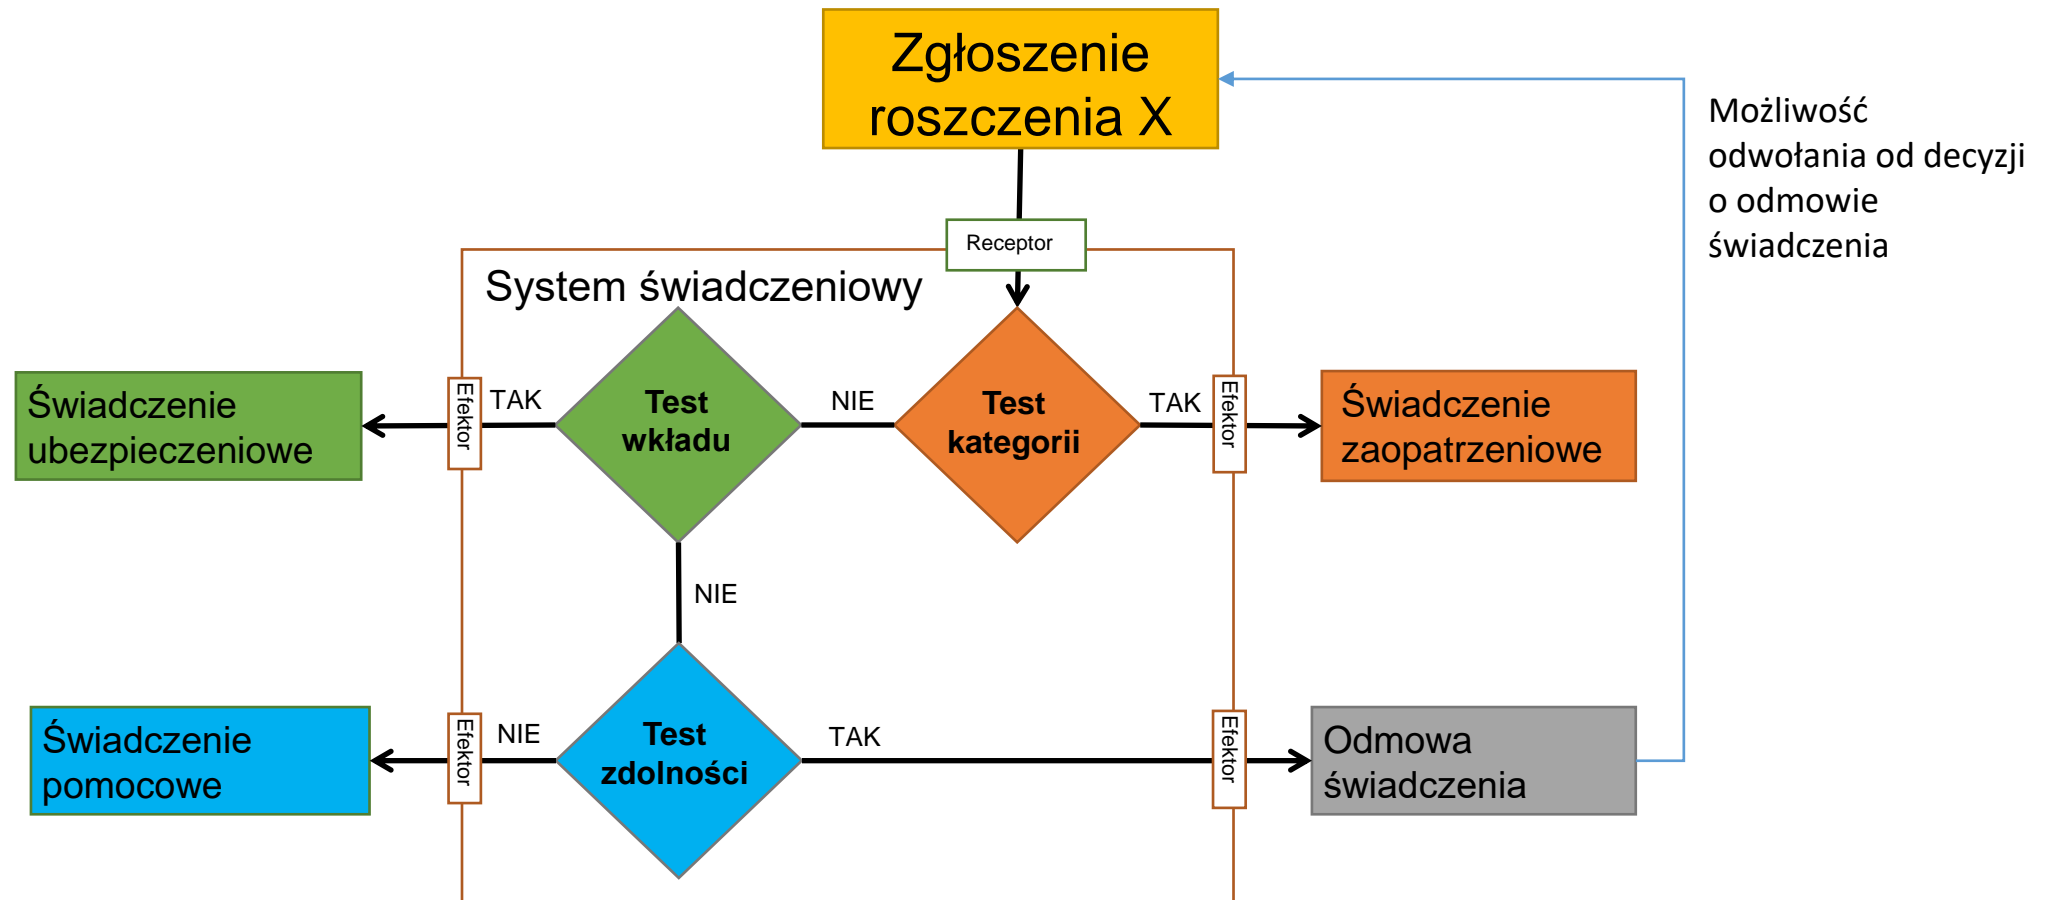 Zgłoszenie
roszczenia X
Możliwość
odwołania od decyzji
o odmowie
świadczenia
Receptor
System świadczeniowy
Świadczenie
ubezpieczeniowe
Efektor
TAK
Test
wkładu
NIE
Test
kategorii
TAK
Efektor
Świadczenie
zaopatrzeniowe
NIE
Świadczenie
pomocowe
Efektor
NIE
Test
zdolności
TAK
Efektor
Odmowa
świadczenia